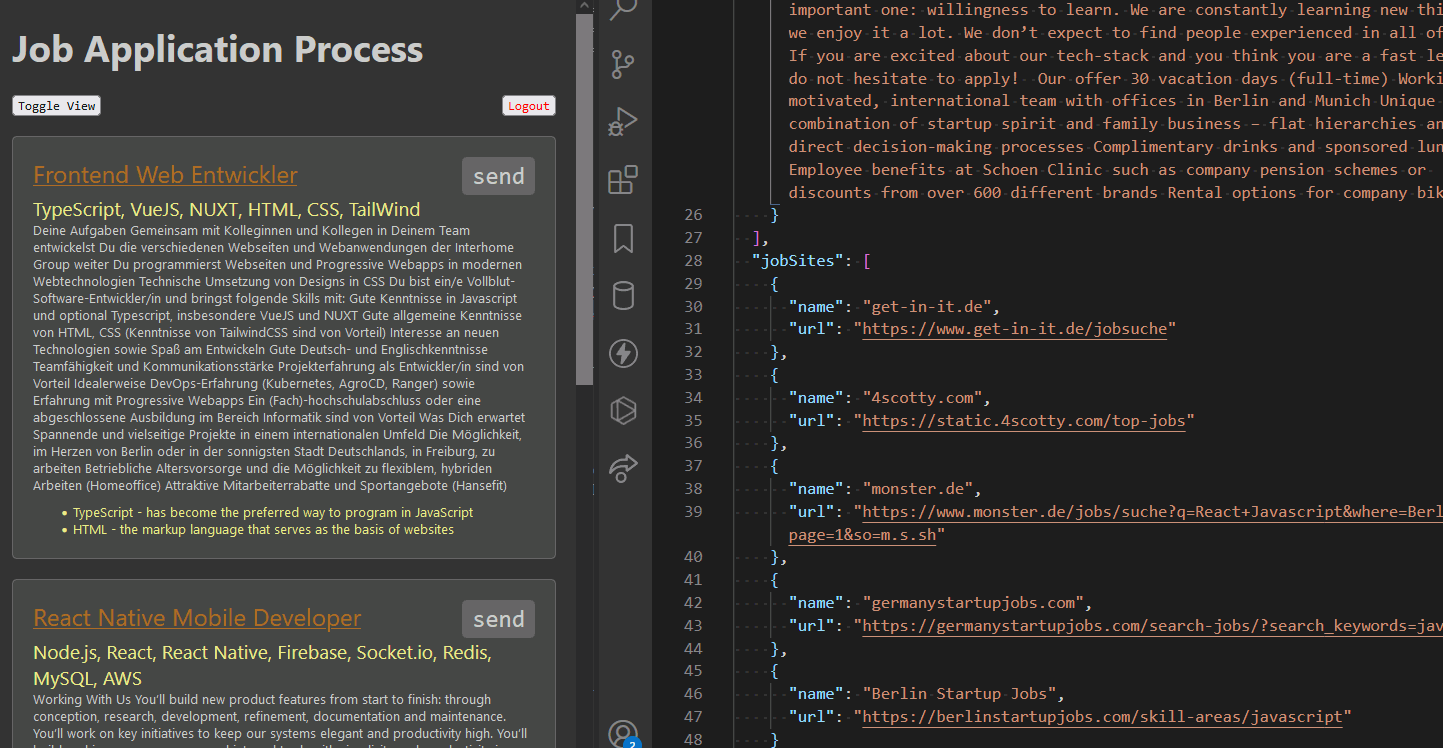 Job Application Process
Toggle View
Logout
Frontend Web Entwickler
send
TypeScript, VueJS, NUXT, HTML, CSS, TailWind
Deine Aufgaben Gemeinsam mit Kolleginnen und Kollegen in Deinem Team
entwickelst Du die verschiedenen Webseiten und Webanwendungen der Interhome
Group weiter Du programmierst Webseiten und Progressive Webapps in modernen
Webtechnologien Technische Umsetzung von Designs in CSS Du bist ein/e Vollblut-
Software-Entwickler/in und bringst folgende Skills mit: Gute Kenntnisse in Javascript
und optional Typescript, insbesondere VueJS und NUXT Gute allgemeine Kenntnisse
von HTML, CSS (Kenntnisse von TailwindCSS sind von Vorteil) Interesse an neuen
Technologien sowie Spaß am Entwickeln Gute Deutsch- und Englischkenntnisse
Teamfähigkeit und Kommunikationsstärke Projekterfahrung als Entwickler/in sind von
Vorteil Idealerweise DevOps-Erfahrung (Kubernetes, AgroCD, Ranger) sowie
Erfahrung mit Progressive Webapps Ein (Fach)-hochschulabschluss oder eine
abgeschlossene Ausbildung im Bereich Informatik sind von Vorteil Was Dich erwartet
Spannende und vielseitige Projekte in einem internationalen Umfeld Die Möglichkeit,
im Herzen von Berlin oder in der sonnigsten Stadt Deutschlands, in Freiburg, zu
arbeiten Betriebliche Altersvorsorge und die Möglichkeit zu flexiblem, hybriden
Arbeiten (Homeoffice) Attraktive Mitarbeiterrabatte und Sportangebote (Hansefit)
• TypeScript - has become the preferred way to program in JavaScript
• HTML - the markup language that serves as the basis of websites
React Native Mobile Developer
send
Node.js, React, React Native, Firebase, Socket.io, Redis,
MySQL, AWS
Working With Us You'll build new product features from start to finish: through
conception, research, development, refinement, documentation and maintenance.
You'll work on key initiatives to keep our systems elegant and productivity high. You'll
2
important one: willingness to learn. We are constantly learning new thi
we enjoy it a lot. We don’t expect to find people experienced in all of
If you are excited about our tech-stack and you think you are a fast le
do not hesitate to apply!  Our offer 30 vacation days (full-time) Worki
motivated, international team with offices in Berlin and Munich Unique
combination of startup spirit and family business – flat hierarchies an
direct decision-making processes Complimentary drinks and sponsored lun
Employee benefits at Schoen Clinic such as company pension schemes or
discounts from over 600 different brands Rental options for company bik
26 }
27 ],
28 "jobSites": [
29 {
30 "name": "get-in-it.de",
31 "url": "https://www.get-in-it.de/jobsuche"
32 },
33 {
34 "name": "4scotty.com",
35 "url": "https://static.4scotty.com/top-jobs"
36 },
37 {
38 "name": "monster.de",
39 "url": "https://www.monster.de/jobs/suche?q=React+Javascript&where=Berl
page=1&so=m.s.sh"
40 },
41 {
42 "name": "germanystartupjobs.com",
43 "url": "https://germanystartupjobs.com/search-jobs/?search_keywords=jav
44 },
45 {
46 "name": "Berlin Startup Jobs",
47 "url": "https://berlinstartupjobs.com/skill-areas/javascript"
48 }